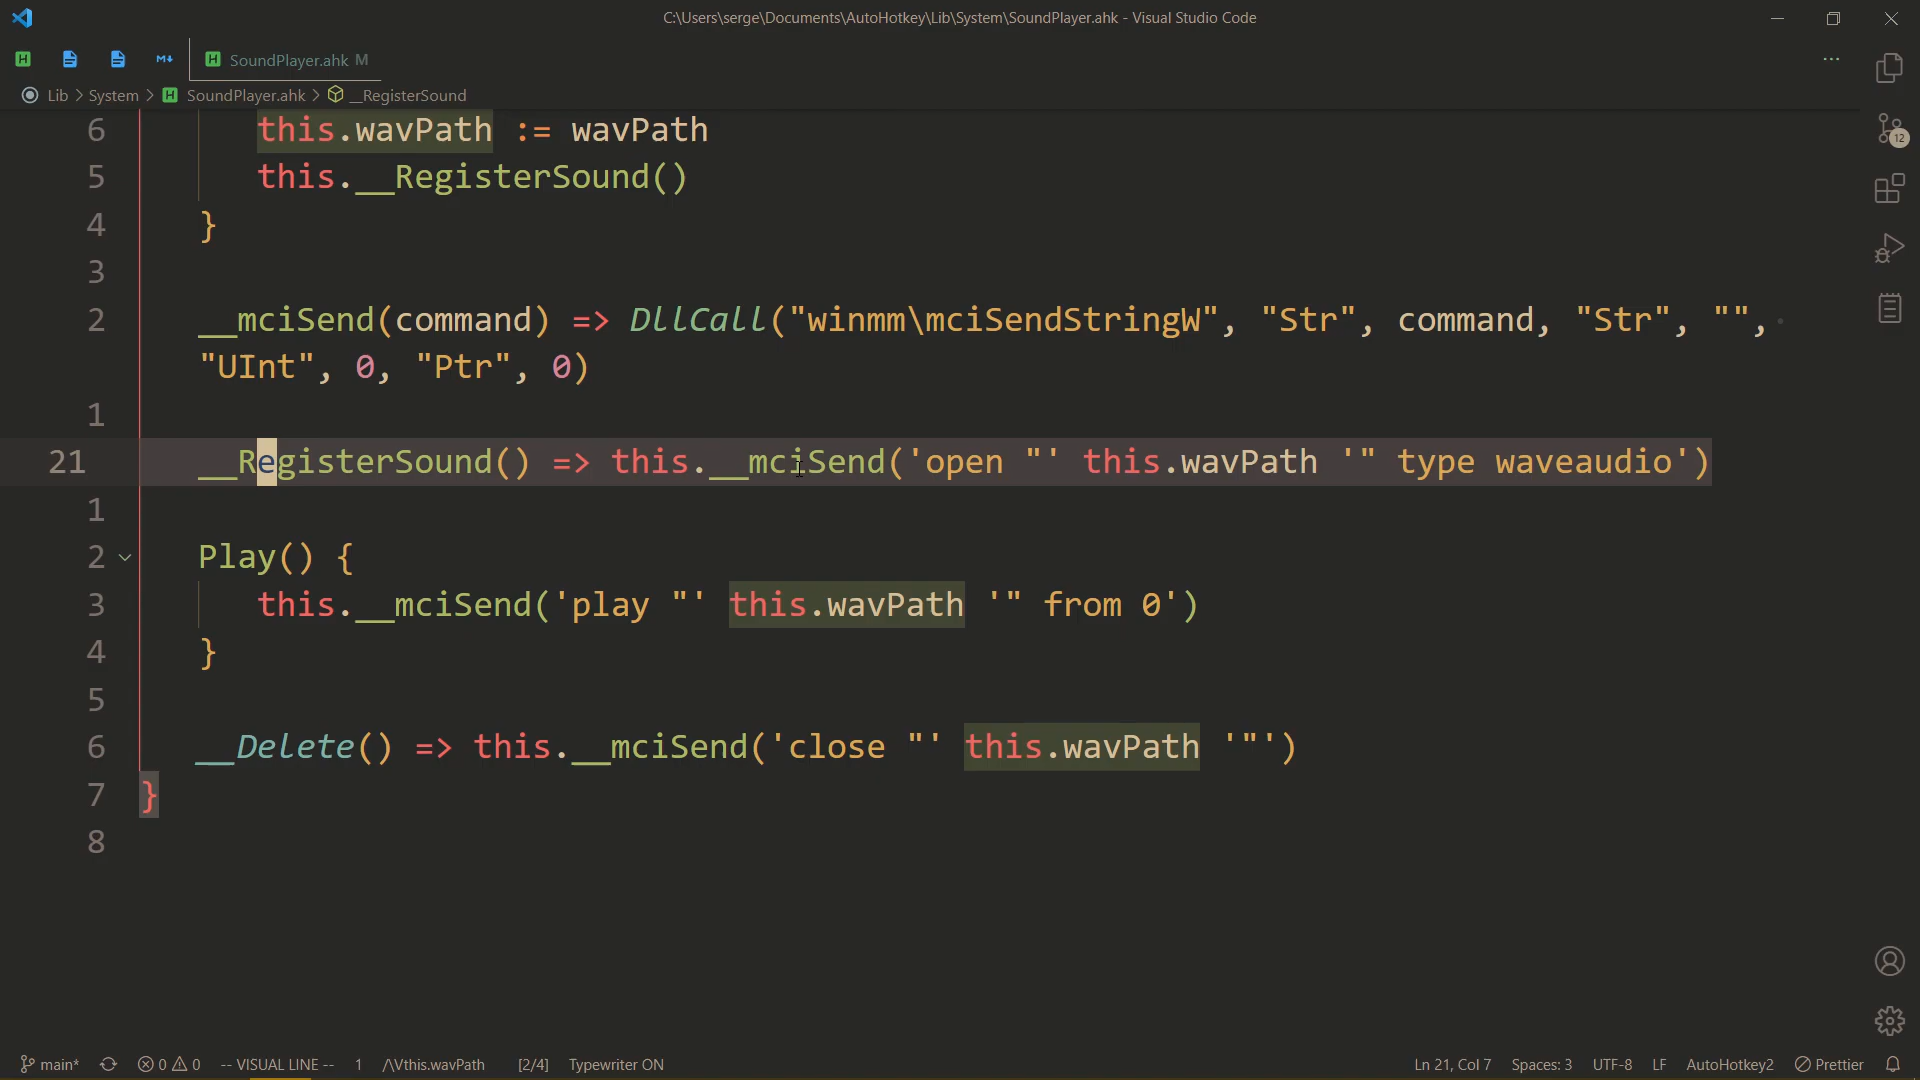 C:\Users\serge\Documents\AutoHotkey\Lib\System\SoundPlayer.ahk - Visual Studio Code
SoundPlayer.ahk M
Lib > System > SoundPlayer.ahk > __RegisterSound
6 this.wavPath := wavPath
5 this.__RegisterSound()
4 }
3
2 __mciSend(command) => DllCall("winmm\mciSendStringW", "Str", command, "Str", "",
"UInt", 0, "Ptr", 0)
1
21 __RegisterSound() => this.__mciSend('open "' this.wavPath '" type waveaudio')
1
2 Play() {
3 this.__mciSend('play "' this.wavPath '" from 0')
4 }
5
6 __Delete() => this.__mciSend('close "' this.wavPath '"')
7 }
8
12
main* 0 0 -- VISUAL LINE -- 1 /\Vthis.wavPath [2/4] Typewriter ON Ln 21, Col 7 Spaces: 3 UTF-8 LF AutoHotkey2 Prettier